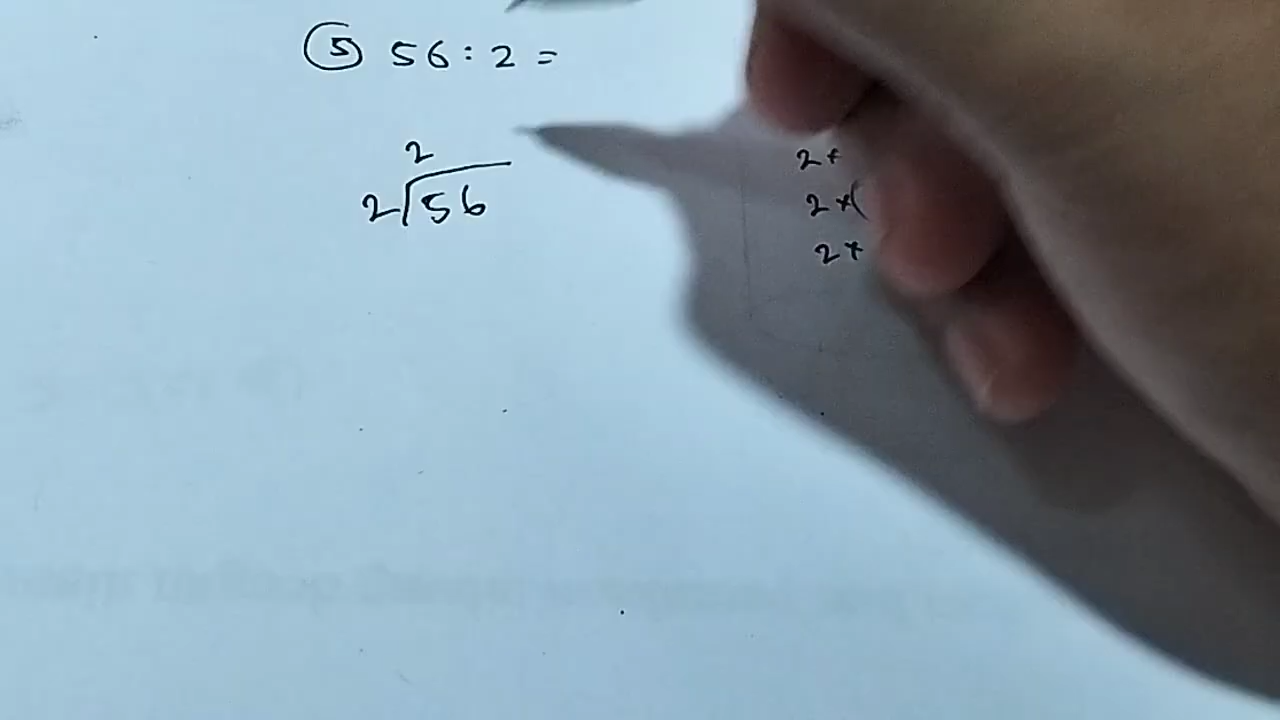 ⑤ 56 : 2 =
2
2 56
2 ×
2 × (
2 ×